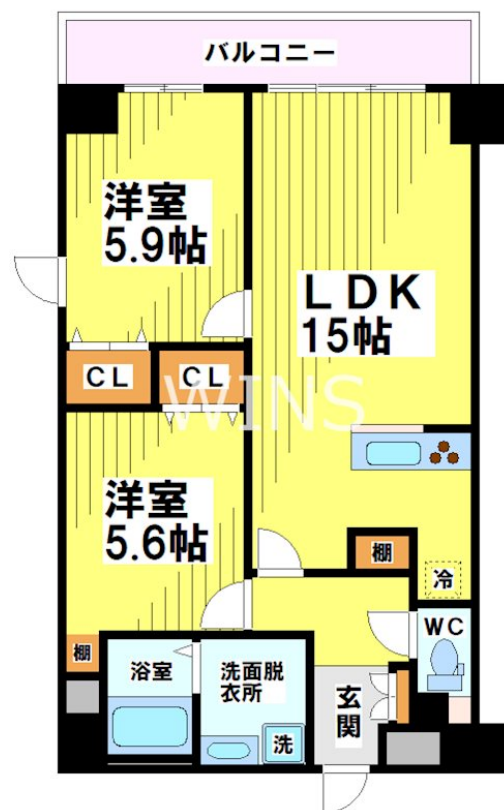 バルコニー
洋室
5.9帖
LDK
15帖
CL
CL
WINS
洋室
5.6帖
棚
冷
WC
棚
浴室
洗面脱
衣所
洗
玄
関